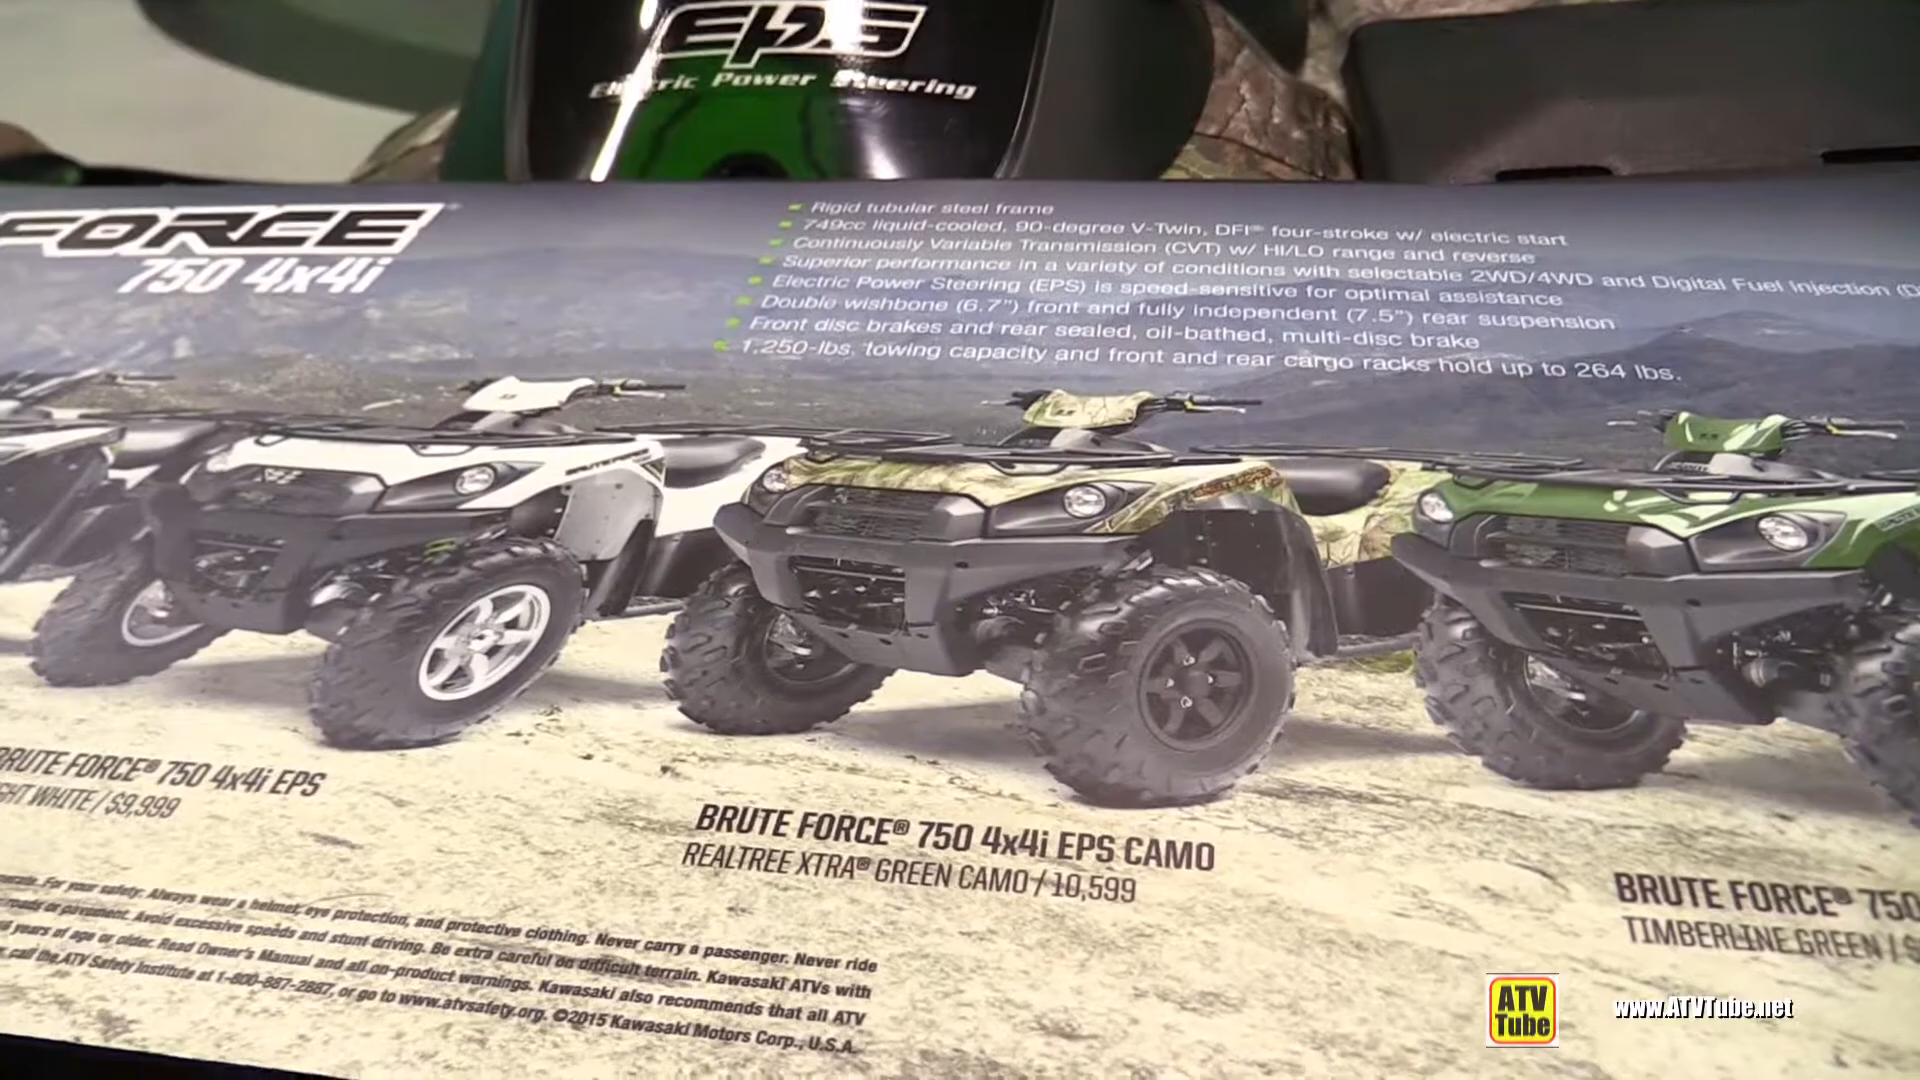 EPS
Electric Power Steering
FORCE
750 4x4i
Rigid tubular steel frame
749cc liquid-cooled, 90-degree V-Twin, DFI® four-stroke w/ electric start
Continuously Variable Transmission (CVT) w/ HI/LO range and reverse
Superior performance in a variety of conditions with selectable 2WD/4WD and Digital Fuel Injection
Electric Power Steering (EPS) is speed-sensitive for optimal assistance
Double wishbone (6.7") front and fully independent (7.5") rear suspension
Front disc brakes and rear sealed, oil-bathed, multi-disc brake
1,250-lbs. towing capacity and front and rear cargo racks hold up to 264 lbs.
BRUTE FORCE® 750 4x4i EPS
WHITE / $9,999
BRUTE FORCE® 750 4x4i EPS CAMO
REALTREE XTRA® GREEN CAMO / 10,599
BRUTE FORCE® 750
TIMBERLINE GREEN / $
For your safety: Always wear a helmet, eye protection, and protective clothing. Never carry a passenger. Never ride
roads or pavement. Avoid excessive speeds and stunt driving. Be extra careful on difficult terrain. Kawasaki ATVs with
years of age or older. Read Owner's Manual and all on-product warnings. Kawasaki also recommends that all ATV
call the ATV Safety Institute at 1-800-887-2887, or go to www.atvsafety.org. ©2015 Kawasaki Motors Corp., U.S.A.
ATV
Tube
www.ATVTube.net